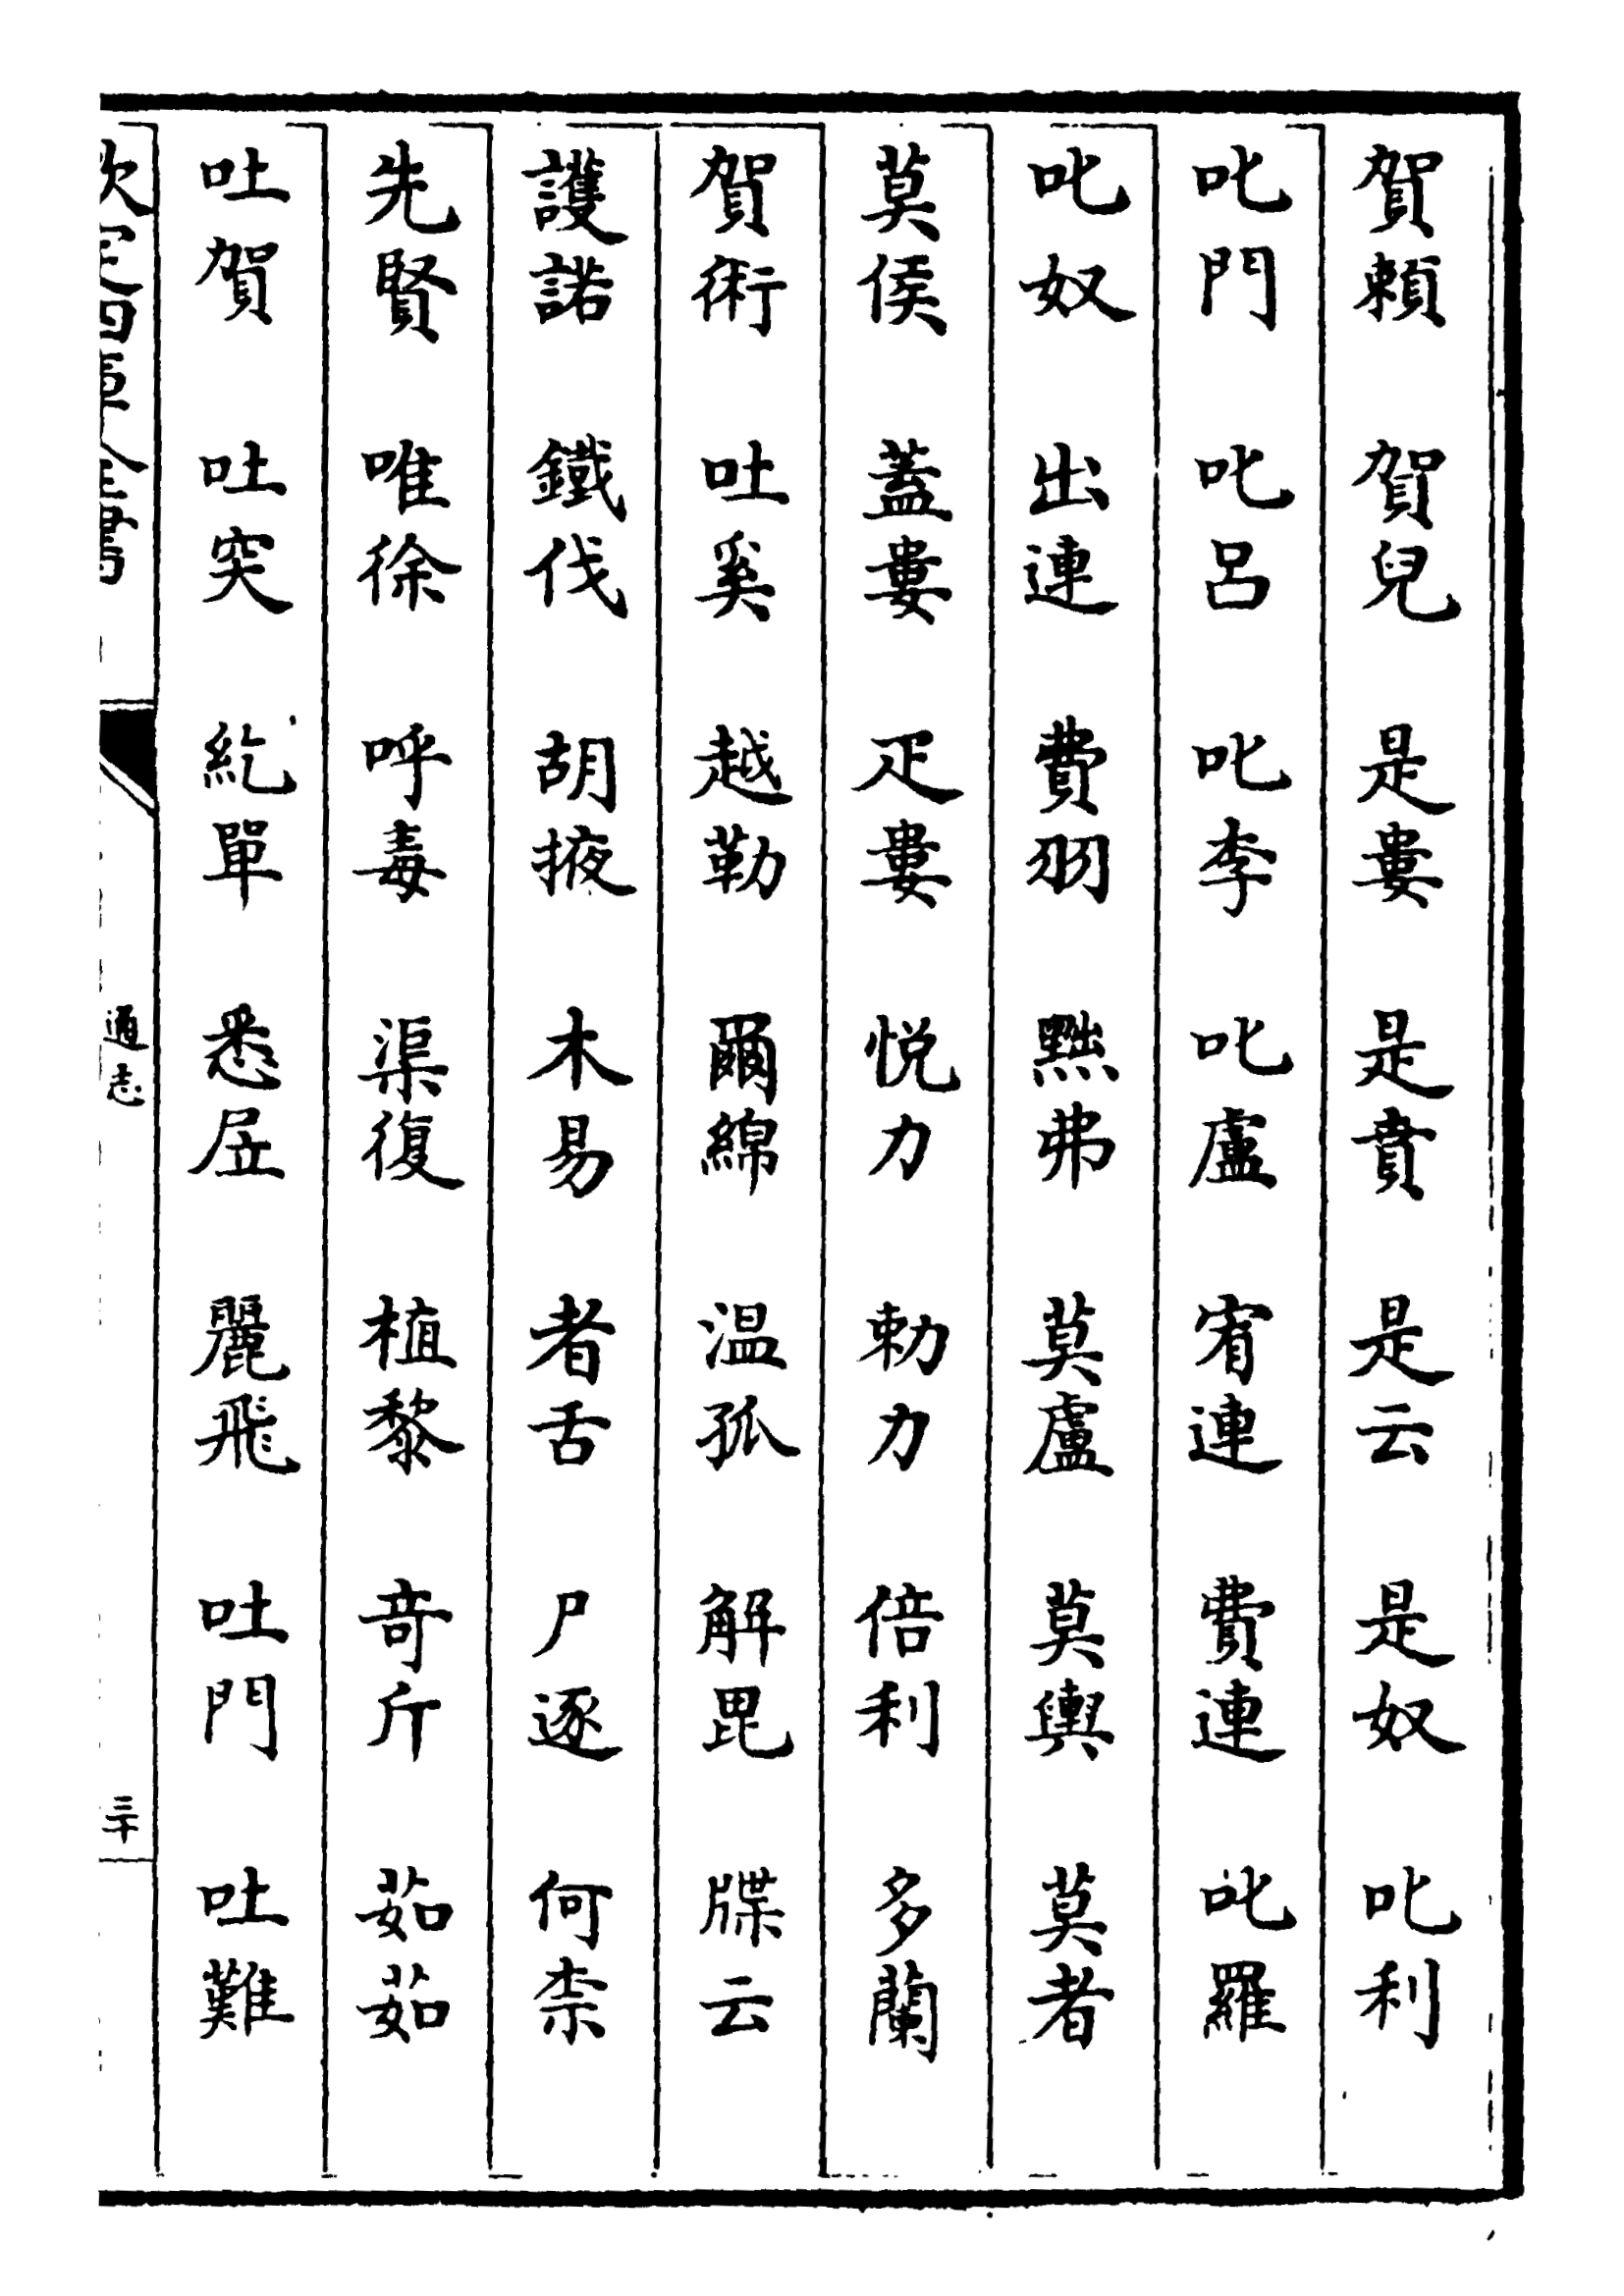 賀頼　賀兒　是婁　是賁　是云　是奴　叱利
叱門　叱呂　叱李　叱盧　宥連　費連　叱羅
叱奴　出連　費羽　黜弗　莫盧　莫輿　莫者
莫侯　蓋婁　疋婁　悦力　勅力　倍利　多蘭
賀術　吐奚　越勒　爾綿　温孤　解毘　牒云
護諾　鐵伐　胡掖　木易　者舌　尸逐　何柰
先賢　唯徐　呼毒　渠復　植黎　竒斤　茹茹
吐賀　吐突　紇單　悉　麗飛　吐門　吐難
欽定四庫全書　通志　三十